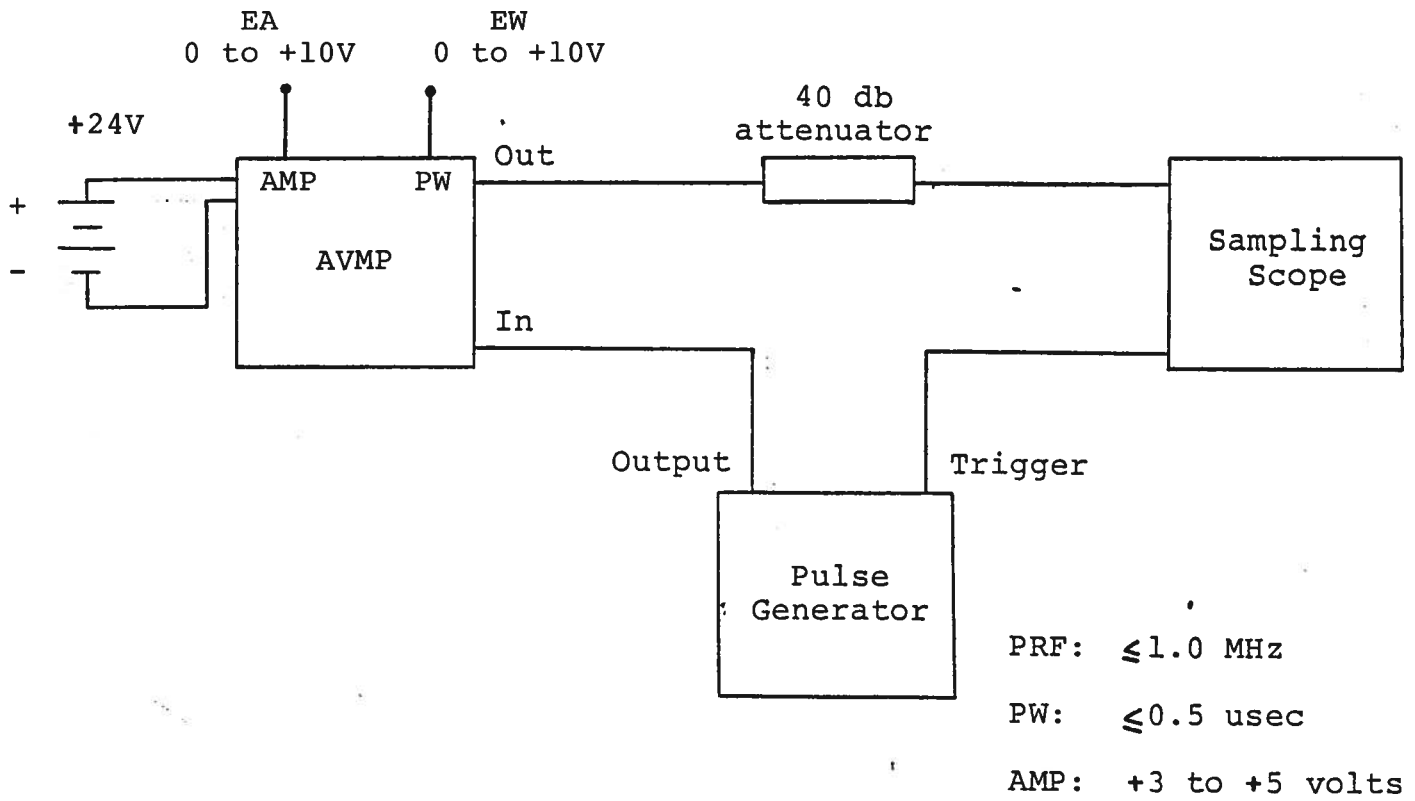 EA
0 to +10V
EW
0 to +10V
+24V
40 db
attenuator
Out
AMP
PW
+
-
AVMP
In
Sampling
Scope
Output
Trigger
Pulse
Generator
PRF: ≤1.0 MHz
PW: ≤0.5 usec
AMP: +3 to +5 volts